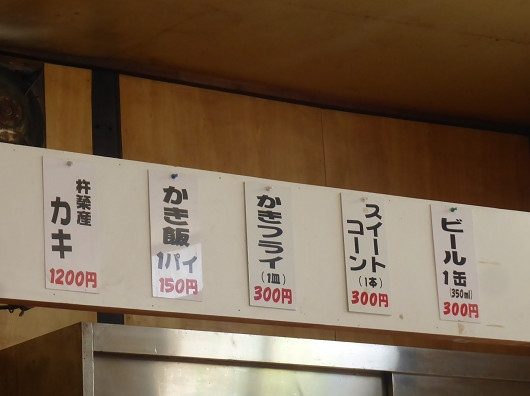 杵築産
カキ
1200円
かき飯
1パイ
150円
かきフライ
(1皿)
300円
スイート
コーン
(1本)
300円
ビール
1缶
(350ml)
300円